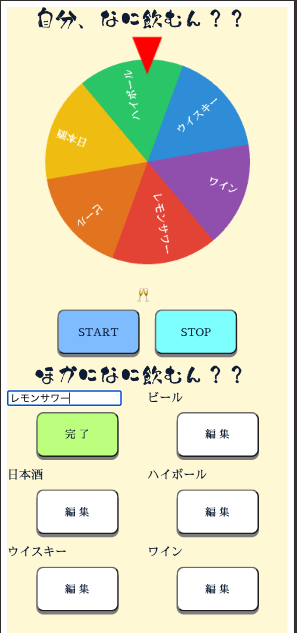 自分、なに飲むん？？
ハイボール
ウイスキー
日本酒
ワイン
ビール
レモンサワー
START
STOP
ほかになに飲むん？？
レモンサワー
ビール
完了
編集
日本酒
ハイボール
編集
編集
ウイスキー
ワイン
編集
編集